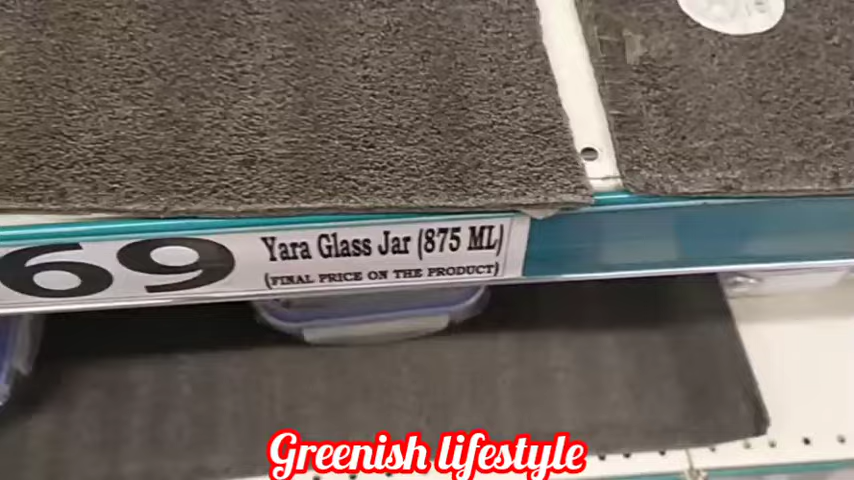 69
Yara Glass Jar (875 ML)
(FINAL PRICE ON THE PRODUCT)
Greenish lifestyle